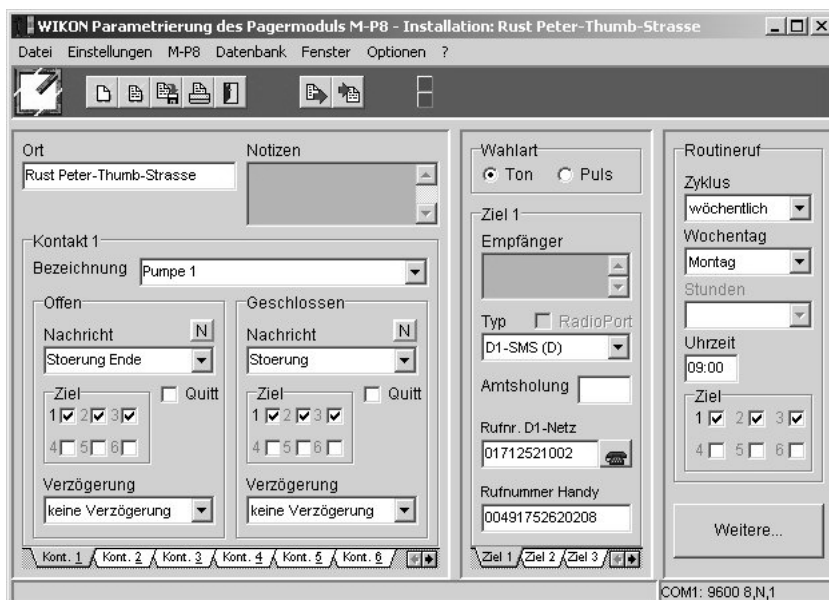 WIKON Parametrierung des Pagermoduls M-P8 - Installation: Rust Peter-Thumb-Strasse
Datei Einstellungen M-P8 Datenbank Fenster Optionen ?
Ort
Rust Peter-Thumb-Strasse
Notizen
Kontakt 1
Bezeichnung Pumpe 1
Offen
Nachricht N
Stoerung Ende
Ziel
Quitt
1 2 3
4 5 6
Verzögerung
keine Verzögerung
Geschlossen
Nachricht N
Stoerung
Ziel
Quitt
1 2 3
4 5 6
Verzögerung
keine Verzögerung
Kont. 1 Kont. 2 Kont. 3 Kont. 4 Kont. 5 Kont. 6
Wahlart
Ton Puls
Ziel 1
Empfänger
Typ RadioPort
D1-SMS (D)
Amtsholung
Rufnr. D1-Netz
01712521002
Rufnummer Handy
00491752620208
Ziel 1 Ziel 2 Ziel 3
Routineruf
Zyklus
wöchentlich
Wochentag
Montag
Stunden
Uhrzeit
09:00
Ziel
1 2 3
4 5 6
Weitere...
COM1: 9600 8,N,1